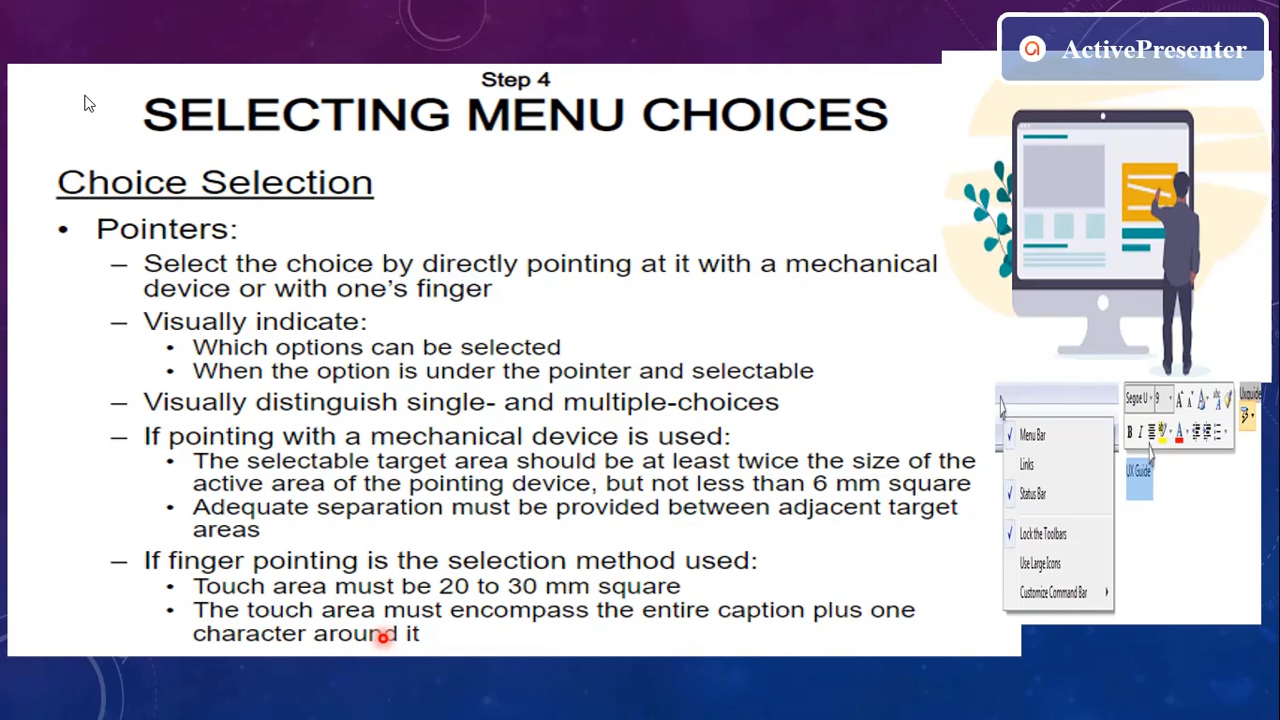 ActivePresenter
Step 4
SELECTING MENU CHOICES
Choice Selection
• Pointers:
– Select the choice by directly pointing at it with a mechanical
device or with one's finger
– Visually indicate:
• Which options can be selected
• When the option is under the pointer and selectable
– Visually distinguish single- and multiple-choices
– If pointing with a mechanical device is used:
• The selectable target area should be at least twice the size of the
active area of the pointing device, but not less than 6 mm square
• Adequate separation must be provided between adjacent target
areas
– If finger pointing is the selection method used:
• Touch area must be 20 to 30 mm square
• The touch area must encompass the entire caption plus one
character around it
Menu Bar
Links
Status Bar
Lock the Toolbars
Use Large Icons
Customize Command Bar
Segoe U 9
B I
UX Guide